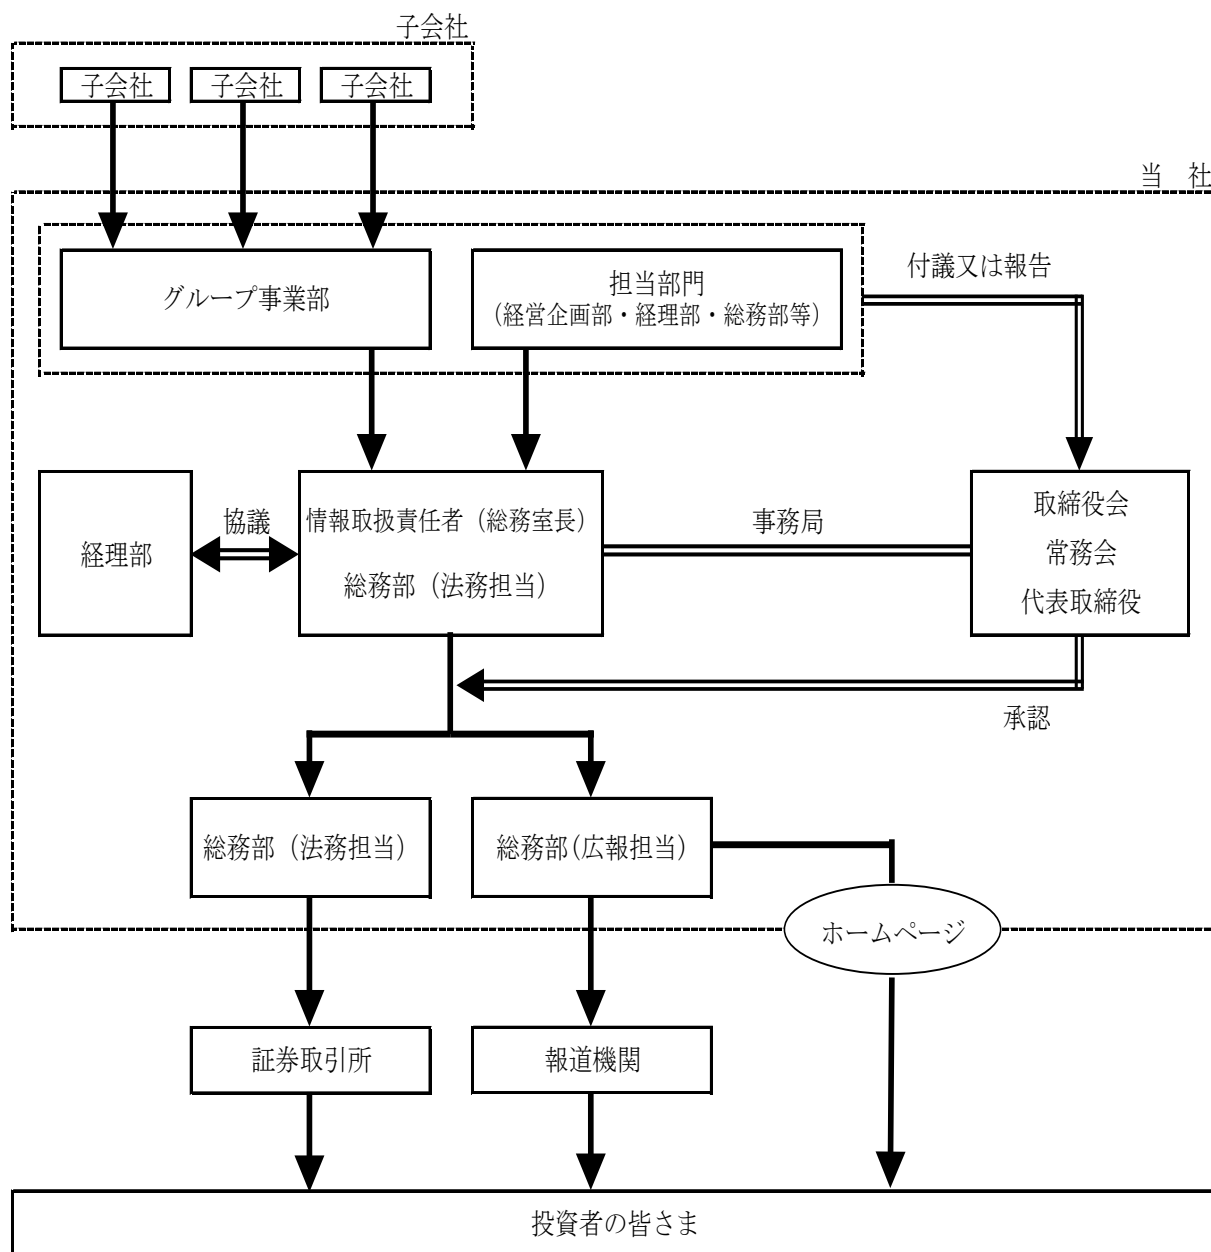 子会社
子会社
子会社
子会社
当　社
グループ事業部
担当部門
（経営企画部・経理部・総務部等）
付議又は報告
経理部
協議
情報取扱責任者（総務室長）
総務部（法務担当）
事務局
取締役会
常務会
代表取締役
承認
総務部（法務担当）
総務部(広報担当)
ホームページ
証券取引所
報道機関
投資者の皆さま